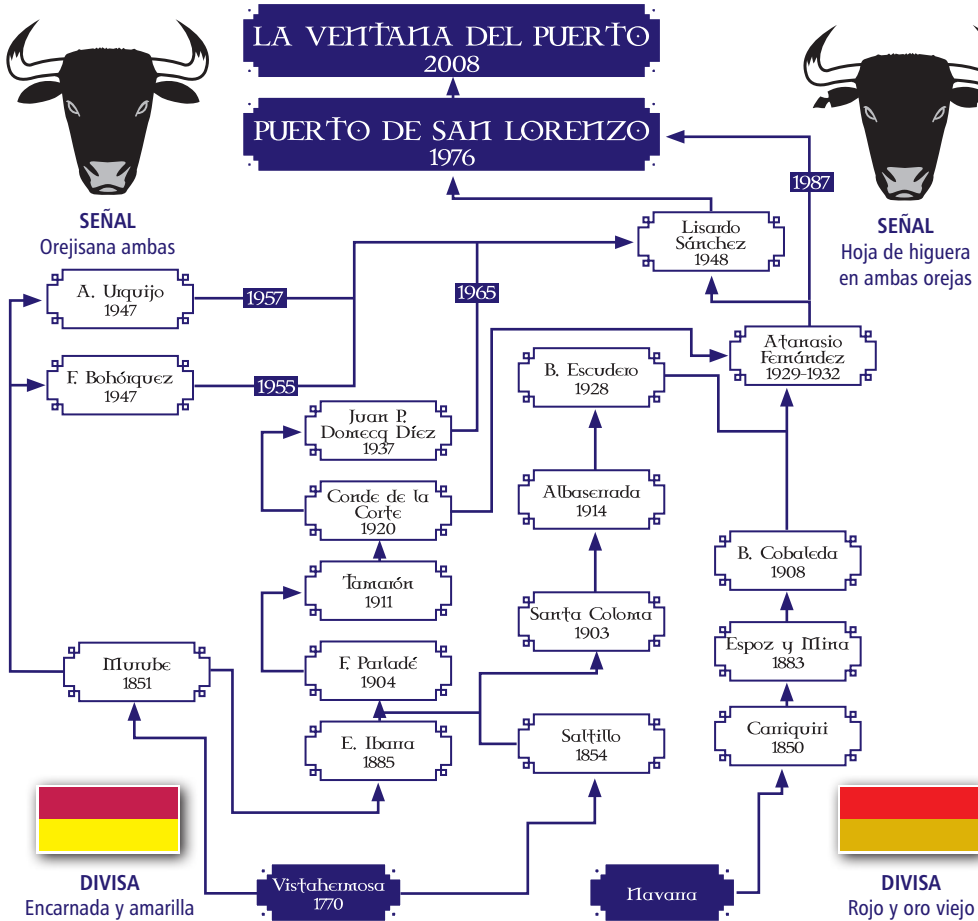 LA VENTANA DEL PUERTO
2008
PUERTO DE SAN LORENZO
1976
1987
SEÑAL
Orejisana ambas
SEÑAL
Hoja de higuera
en ambas orejas
Lisardo
Sánchez
1948
A. Urquijo
1947
1957
1965
F. Bohórquez
1947
1955
B. Escudero
1928
Atanasio
Fernández
1929-1932
Juan P.
Domecq Díez
1937
Conde de la
Corte
1920
Albaserrada
1914
B. Cobaleda
1908
Tamarón
1911
Santa Coloma
1903
Espoz y Mina
1883
Murube
1851
F. Parladé
1904
E. Ibarra
1885
Saltillo
1854
Carriquiri
1850
DIVISA
Encarnada y amarilla
Vistahermosa
1770
Navarra
DIVISA
Rojo y oro viejo